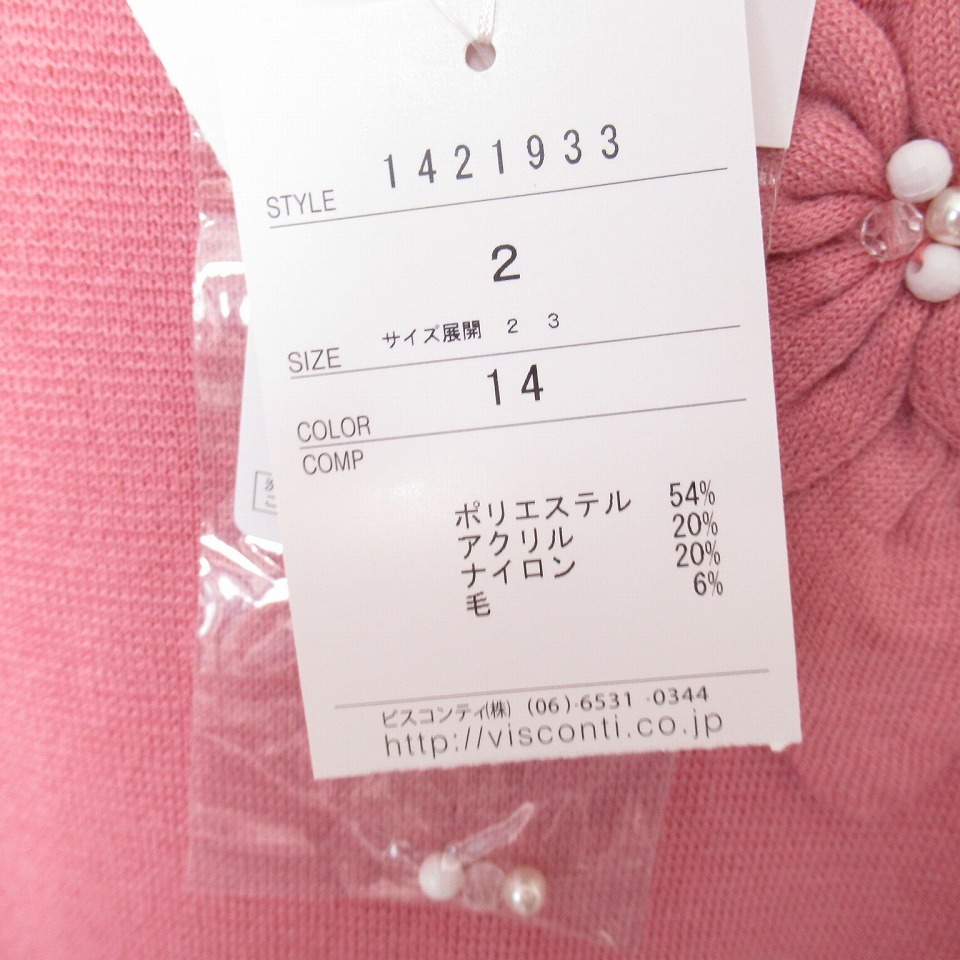 1421933
STYLE
2
サイズ展開 2 3
SIZE
14
COLOR
COMP
ポリエステル 54%
アクリル 20%
ナイロン 20%
毛 6%
ビスコンティ(株) (06)-6531-0344
http://visconti.co.jp